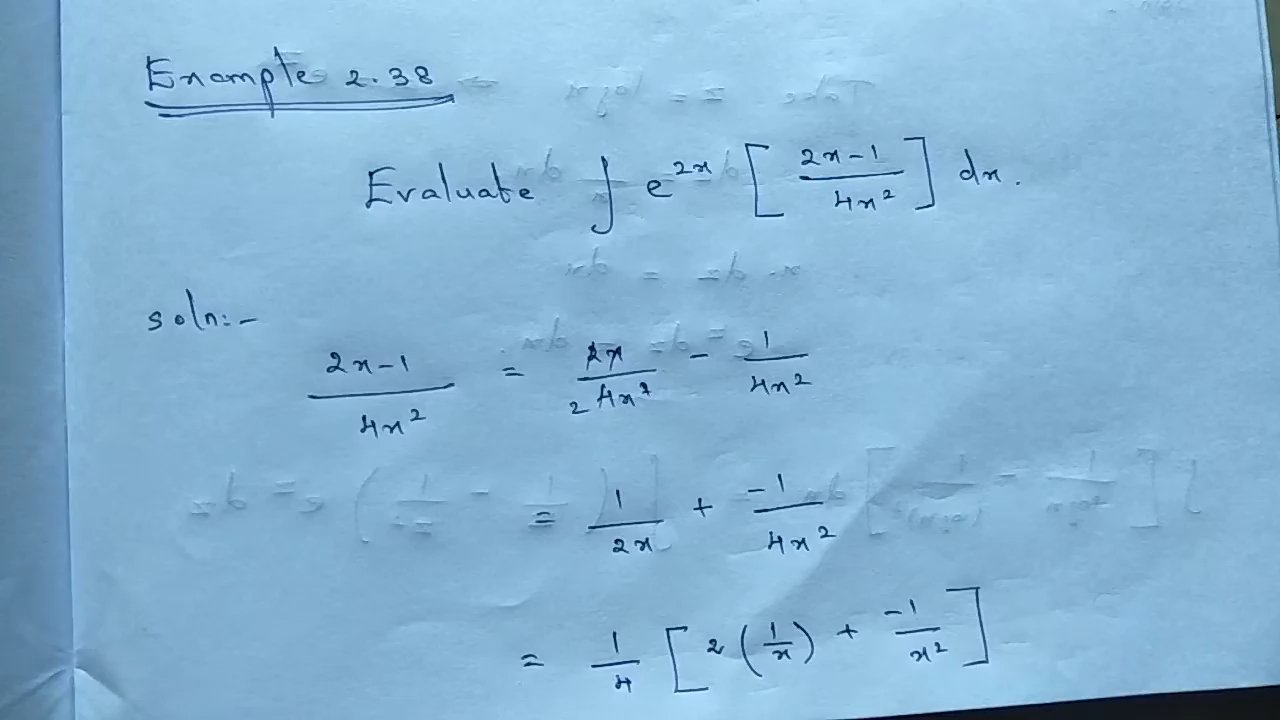 Example 2.38
Evaluate ∫ e^{2x} [ (2x-1)/(4x²) ] dx.
soln:-
(2x-1)/(4x²) = 2x/(4x²) - 1/(4x²)
= 1/(2x) + (-1)/(4x²)
= 1/4 [ 2 (1/x) + (-1)/x² ]